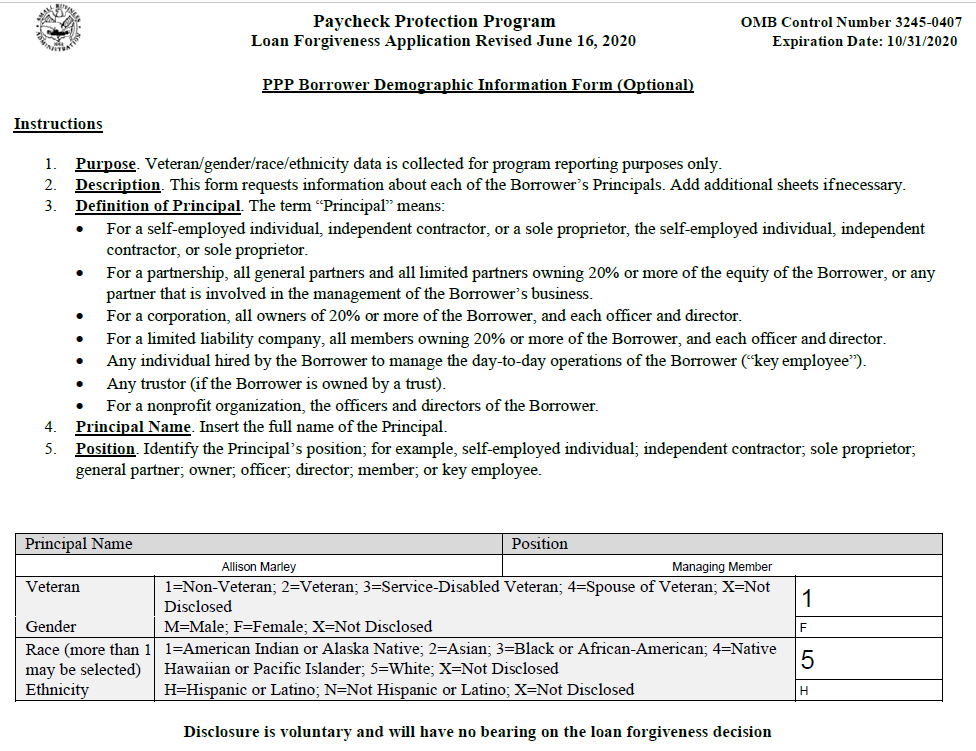 Paycheck Protection Program
OMB Control Number 3245-0407
Loan Forgiveness Application Revised June 16, 2020
Expiration Date: 10/31/2020
PPP Borrower Demographic Information Form (Optional)
Instructions
1. Purpose. Veteran/gender/race/ethnicity data is collected for program reporting purposes only.
2. Description. This form requests information about each of the Borrower's Principals. Add additional sheets ifnecessary.
3. Definition of Principal. The term "Principal" means:
• For a self-employed individual, independent contractor, or a sole proprietor, the self-employed individual, independent
contractor, or sole proprietor.
• For a partnership, all general partners and all limited partners owning 20% or more of the equity of the Borrower, or any
partner that is involved in the management of the Borrower's business.
• For a corporation, all owners of 20% or more of the Borrower, and each officer and director.
• For a limited liability company, all members owning 20% or more of the Borrower, and each officer and director.
• Any individual hired by the Borrower to manage the day-to-day operations of the Borrower ("key employee").
• Any trustor (if the Borrower is owned by a trust).
• For a nonprofit organization, the officers and directors of the Borrower.
4. Principal Name. Insert the full name of the Principal.
5. Position. Identify the Principal's position; for example, self-employed individual; independent contractor; sole proprietor;
general partner; owner; officer; director; member; or key employee.
Principal Name Position
Allison Marley Managing Member
Veteran 1=Non-Veteran; 2=Veteran; 3=Service-Disabled Veteran; 4=Spouse of Veteran; X=Not
Disclosed 1
Gender M=Male; F=Female; X=Not Disclosed F
Race (more than 1 1=American Indian or Alaska Native; 2=Asian; 3=Black or African-American; 4=Native
may be selected) Hawaiian or Pacific Islander; 5=White; X=Not Disclosed 5
Ethnicity H=Hispanic or Latino; N=Not Hispanic or Latino; X=Not Disclosed H
Disclosure is voluntary and will have no bearing on the loan forgiveness decision